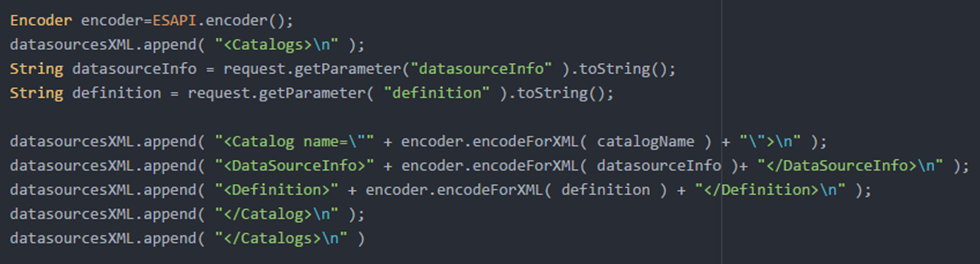 Encoder encoder=ESAPI.encoder();
datasourcesXML.append( "<Catalogs>\n" );
String datasourceInfo = request.getParameter("datasourceInfo" ).toString();
String definition = request.getParameter( "definition" ).toString();
datasourcesXML.append( "<Catalog name=\"" + encoder.encodeForXML( catalogName ) + "\">\n" );
datasourcesXML.append( "<DataSourceInfo>" + encoder.encodeForXML( datasourceInfo )+ "</DataSourceInfo>\n" );
datasourcesXML.append( "<Definition>" + encoder.encodeForXML( definition ) + "</Definition>\n" );
datasourcesXML.append( "</Catalog>\n" );
datasourcesXML.append( "</Catalogs>\n" )